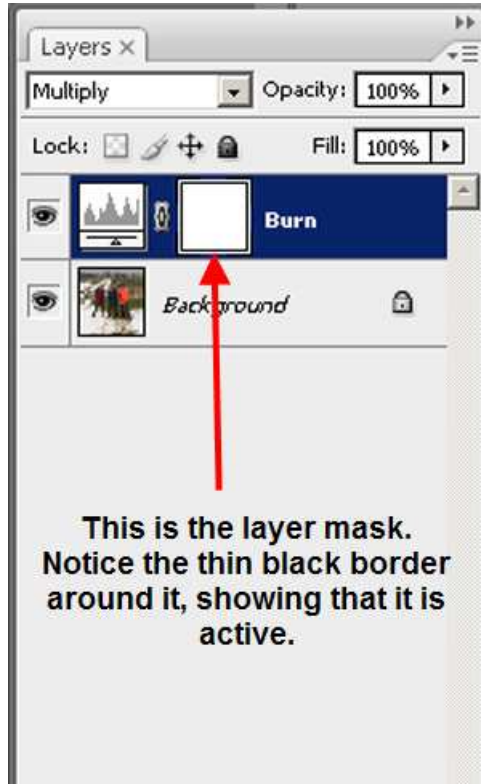 Layers ×
Multiply Opacity: 100%
Lock: Fill: 100%
Burn
Background
This is the layer mask.
Notice the thin black border
around it, showing that it is
active.